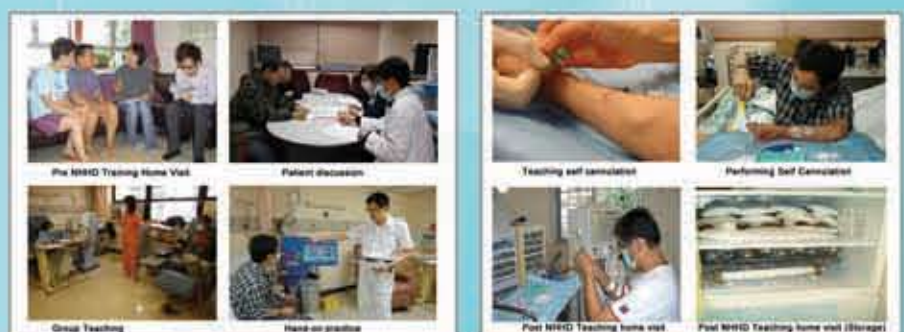 Pre NHHD Training Home Visit
Patient discussion
Group Teaching
Hand-on practice
Teaching self cannulation
Performing Self Cannulation
Post NHHD Teaching home visit
Post NHHD Teaching home visit (Storage)